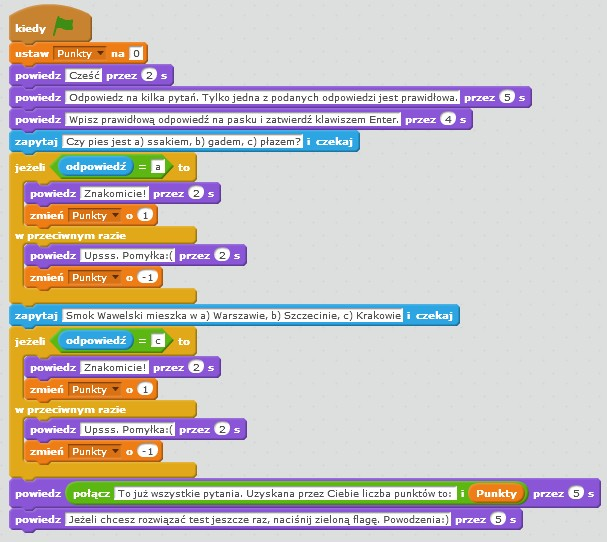 kiedy
ustaw Punkty na 0
powiedz Cześć przez 2 s
powiedz Odpowiedz na kilka pytań. Tylko jedna z podanych odpowiedzi jest prawidłowa. przez 5 s
powiedz Wpisz prawidłową odpowiedź na pasku i zatwierdź klawiszem Enter. przez 4 s
zapytaj Czy pies jest a) ssakiem, b) gadem, c) płazem? i czekaj
jeżeli odpowiedź = a to
powiedz Znakomicie! przez 2 s
zmień Punkty o 1
w przeciwnym razie
powiedz Upsss. Pomyłka:( przez 2 s
zmień Punkty o -1
zapytaj Smok Wawelski mieszka w a) Warszawie, b) Szczecinie, c) Krakowie i czekaj
jeżeli odpowiedź = c to
powiedz Znakomicie! przez 2 s
zmień Punkty o 1
w przeciwnym razie
powiedz Upsss. Pomyłka:( przez 2 s
zmień Punkty o -1
powiedz połącz To już wszystkie pytania. Uzyskana przez Ciebie liczba punktów to: i Punkty przez 5 s
powiedz Jeżeli chcesz rozwiązać test jeszcze raz, naciśnij zieloną flagę. Powodzenia:) przez 5 s